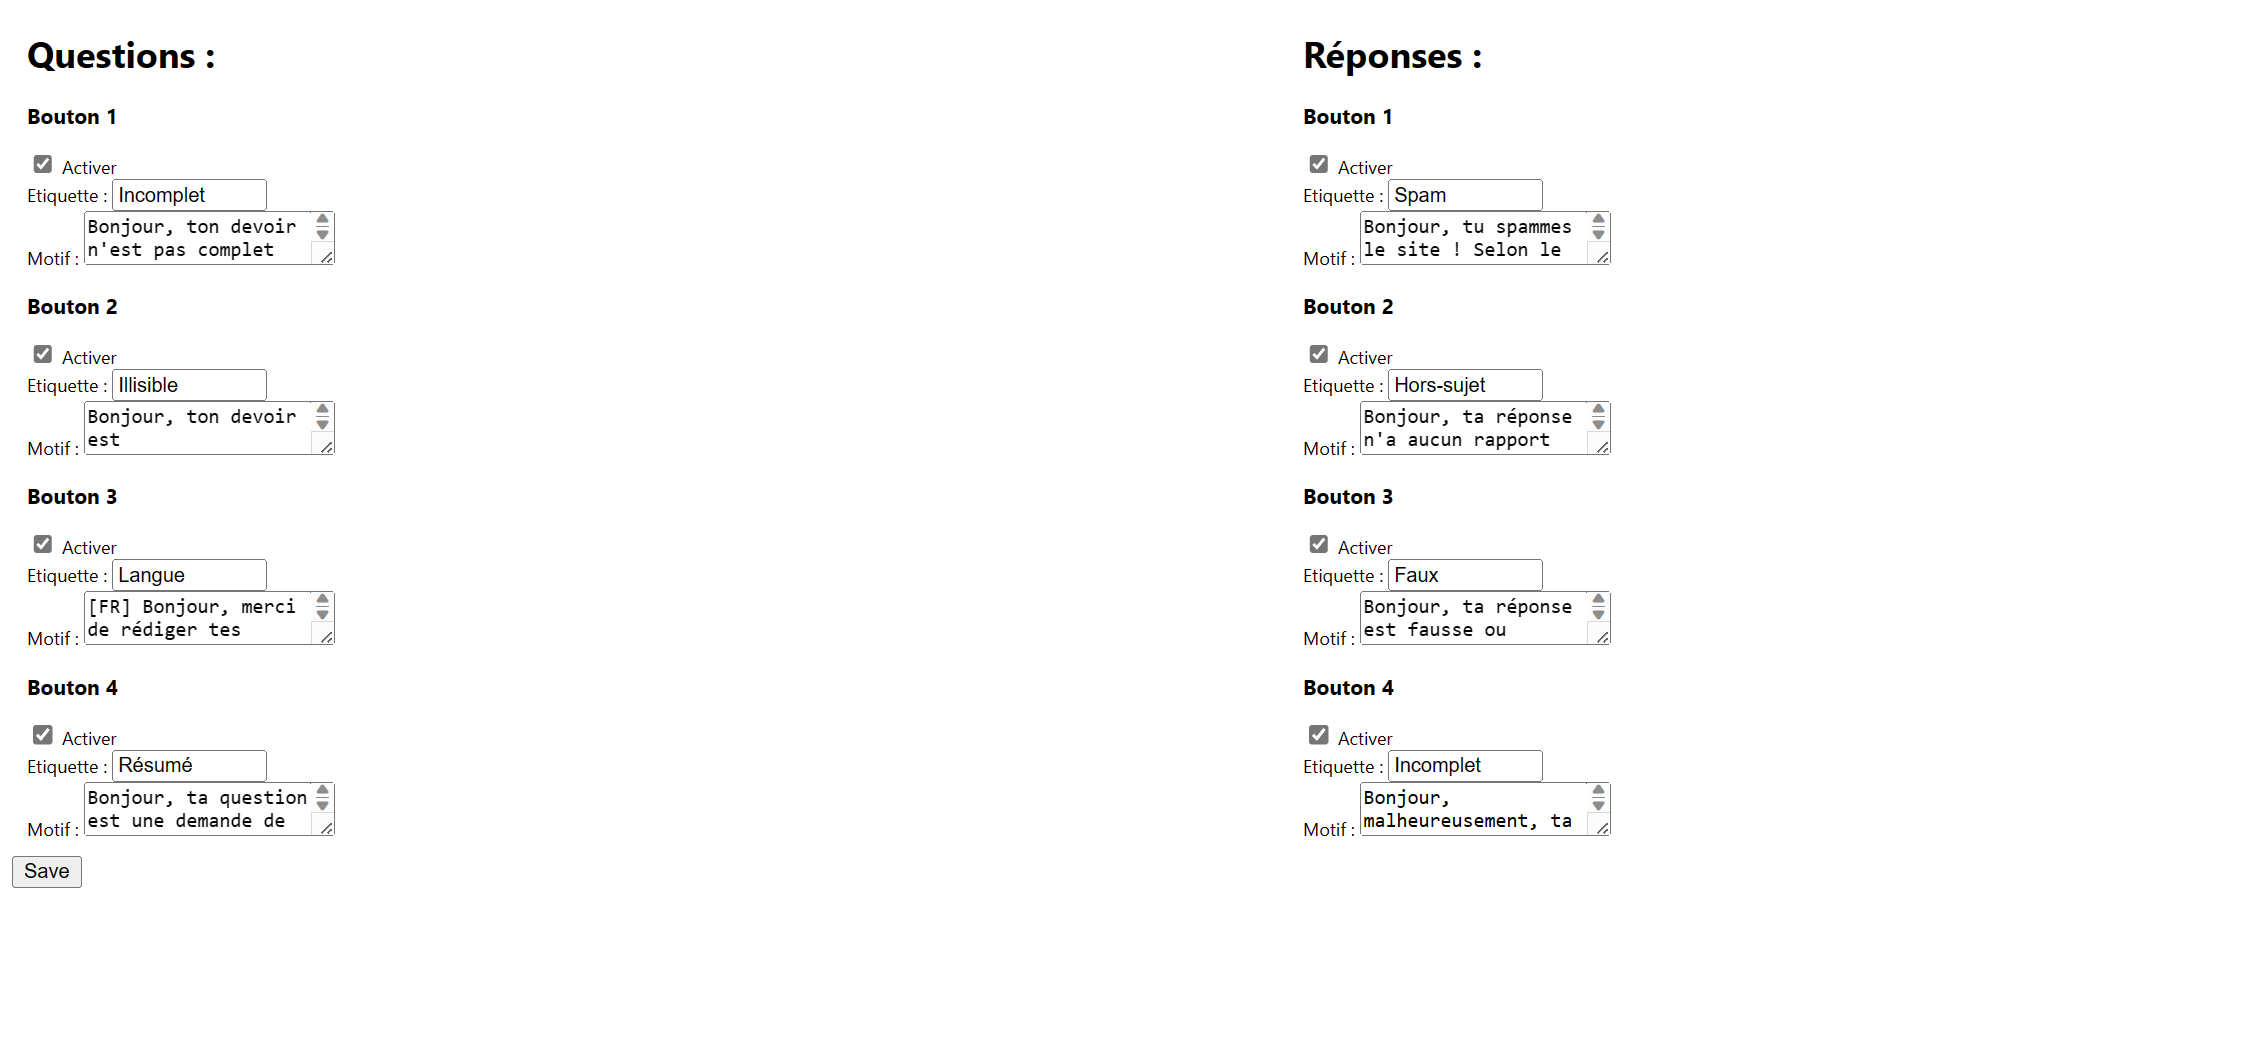 Questions :
Bouton 1
Activer
Etiquette : Incomplet
Motif : Bonjour, ton devoir
n'est pas complet
Bouton 2
Activer
Etiquette : Illisible
Motif : Bonjour, ton devoir
est
Bouton 3
Activer
Etiquette : Langue
Motif : [FR] Bonjour, merci
de rédiger tes
Bouton 4
Activer
Etiquette : Résumé
Motif : Bonjour, ta question
est une demande de
Save
Réponses :
Bouton 1
Activer
Etiquette : Spam
Motif : Bonjour, tu spammes
le site ! Selon le
Bouton 2
Activer
Etiquette : Hors-sujet
Motif : Bonjour, ta réponse
n'a aucun rapport
Bouton 3
Activer
Etiquette : Faux
Motif : Bonjour, ta réponse
est fausse ou
Bouton 4
Activer
Etiquette : Incomplet
Motif : Bonjour,
malheureusement, ta